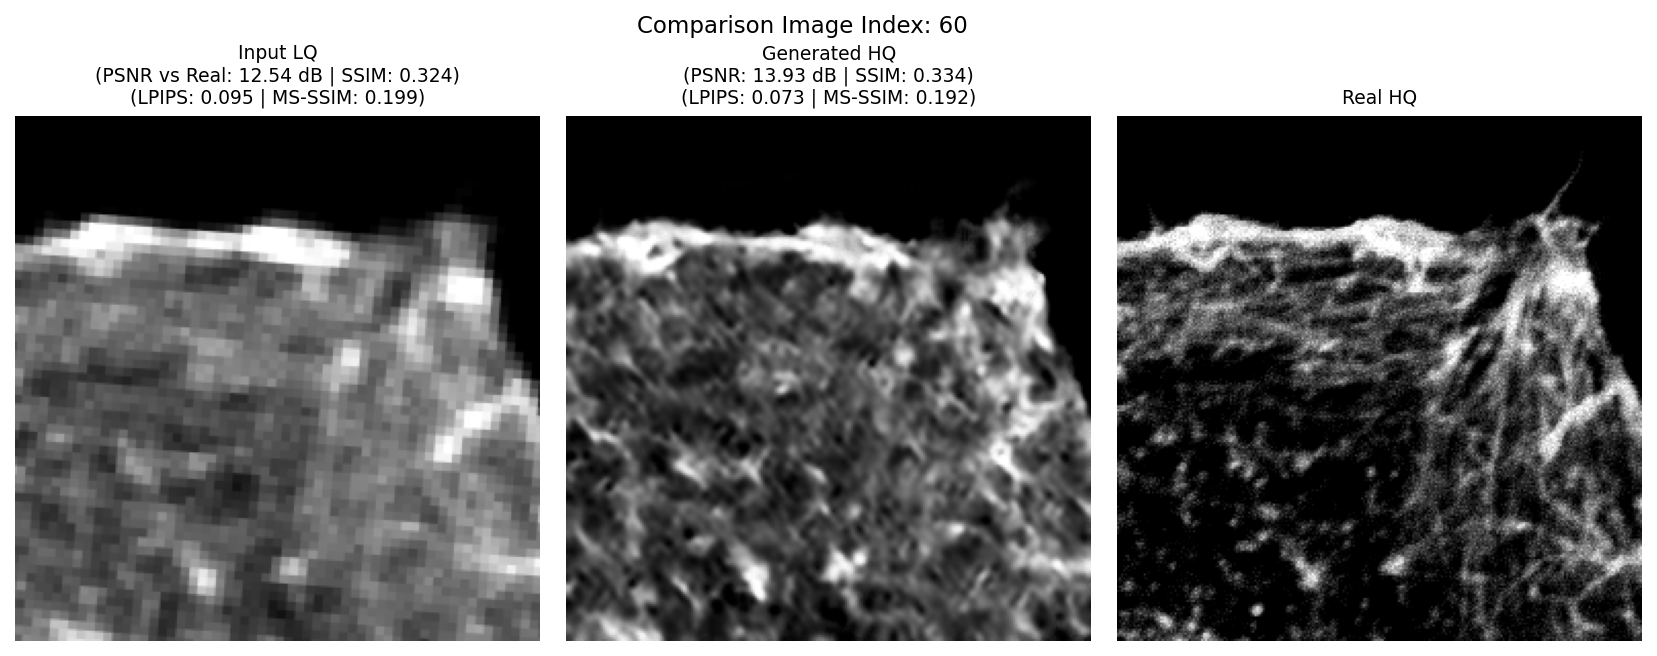 Comparison Image Index: 60
Input LQ
(PSNR vs Real: 12.54 dB | SSIM: 0.324)
(LPIPS: 0.095 | MS-SSIM: 0.199)
Generated HQ
(PSNR: 13.93 dB | SSIM: 0.334)
(LPIPS: 0.073 | MS-SSIM: 0.192)
Real HQ